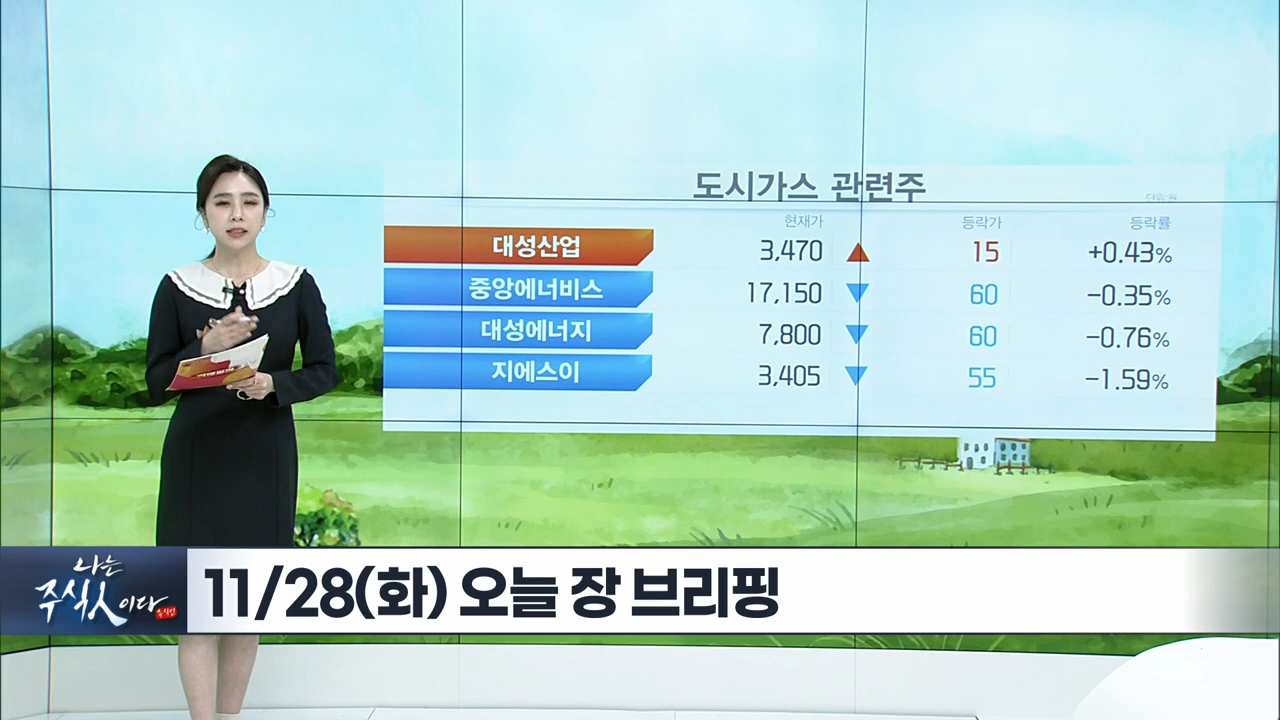 도시가스 관련주
단위:원
현재가 등락가 등락률
대성산업 3,470 ▲ 15 +0.43%
중앙에너비스 17,150 ▼ 60 -0.35%
대성에너지 7,800 ▼ 60 -0.76%
지에스이 3,405 ▼ 55 -1.59%
나는
주식人이다
11/28(화) 오늘 장 브리핑